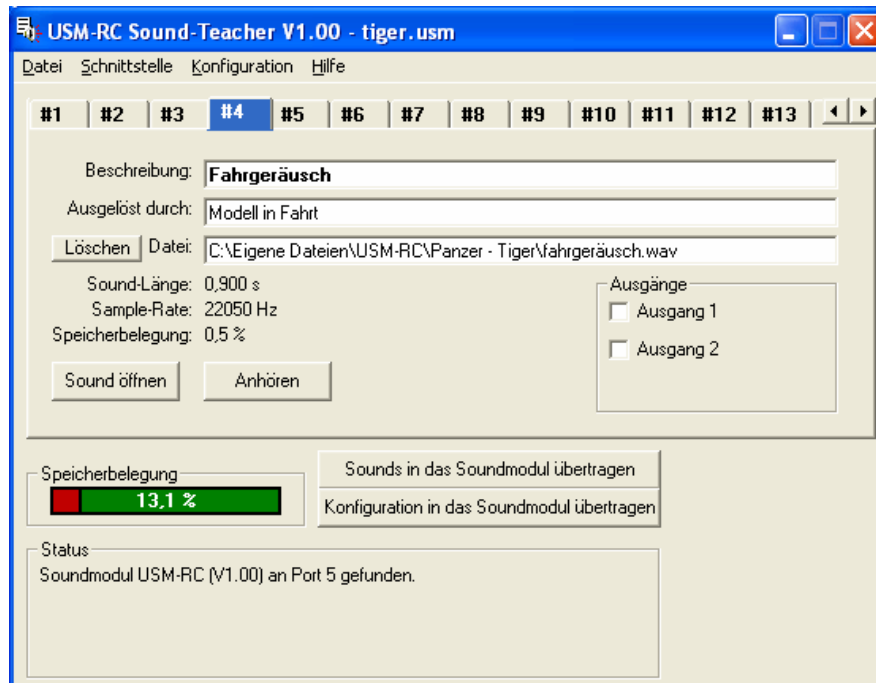 USM-RC Sound-Teacher V1.00 - tiger.usm
Datei Schnittstelle Konfiguration Hilfe
#1 #2 #3 #4 #5 #6 #7 #8 #9 #10 #11 #12 #13
Beschreibung: Fahrgeräusch
Ausgelöst durch: Modell in Fahrt
Löschen Datei: C:\Eigene Dateien\USM-RC\Panzer - Tiger\fahrgeräusch.wav
Sound-Länge: 0,900 s
Sample-Rate: 22050 Hz
Speicherbelegung: 0,5 %
Ausgänge
Ausgang 1
Ausgang 2
Sound öffnen Anhören
Speicherbelegung
13,1 %
Sounds in das Soundmodul übertragen
Konfiguration in das Soundmodul übertragen
Status
Soundmodul USM-RC (V1.00) an Port 5 gefunden.